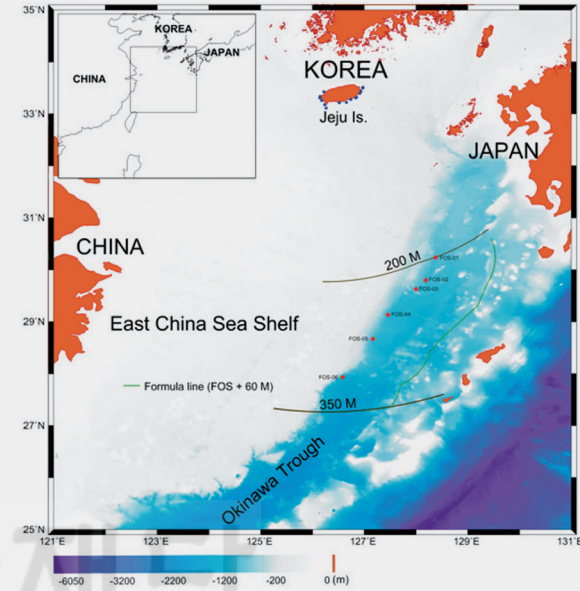 35°N
33°N
31°N
29°N
27°N
25°N
121°E
123°E
125°E
127°E
129°E
131°E
KOREA
JAPAN
CHINA
KOREA
Jeju Is.
JAPAN
CHINA
200 M
FOS-01
FOS-02
FOS-03
FOS-04
FOS-05
FOS-06
East China Sea Shelf
Formula line (FOS + 60 M)
350 M
Okinawa Trough
-6050
-3200
-2200
-1200
-200
0 (m)